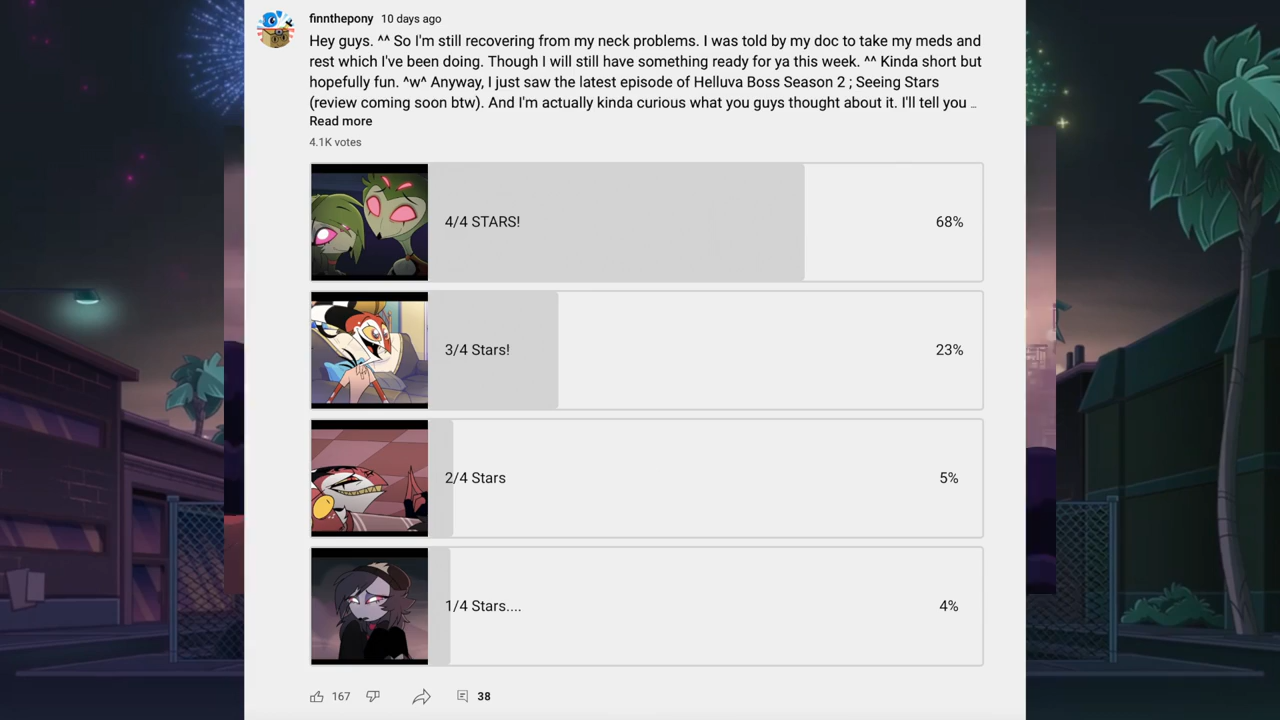 finnthepony 10 days ago
Hey guys. ^^ So I'm still recovering from my neck problems. I was told by my doc to take my meds and
rest which I've been doing. Though I will still have something ready for ya this week. ^^ Kinda short but
hopefully fun. ^w^ Anyway, I just saw the latest episode of Helluva Boss Season 2 ; Seeing Stars
(review coming soon btw). And I'm actually kinda curious what you guys thought about it. I'll tell you ...
Read more
4.1K votes
4/4 STARS! 68%
3/4 Stars! 23%
2/4 Stars 5%
1/4 Stars.... 4%
167 38